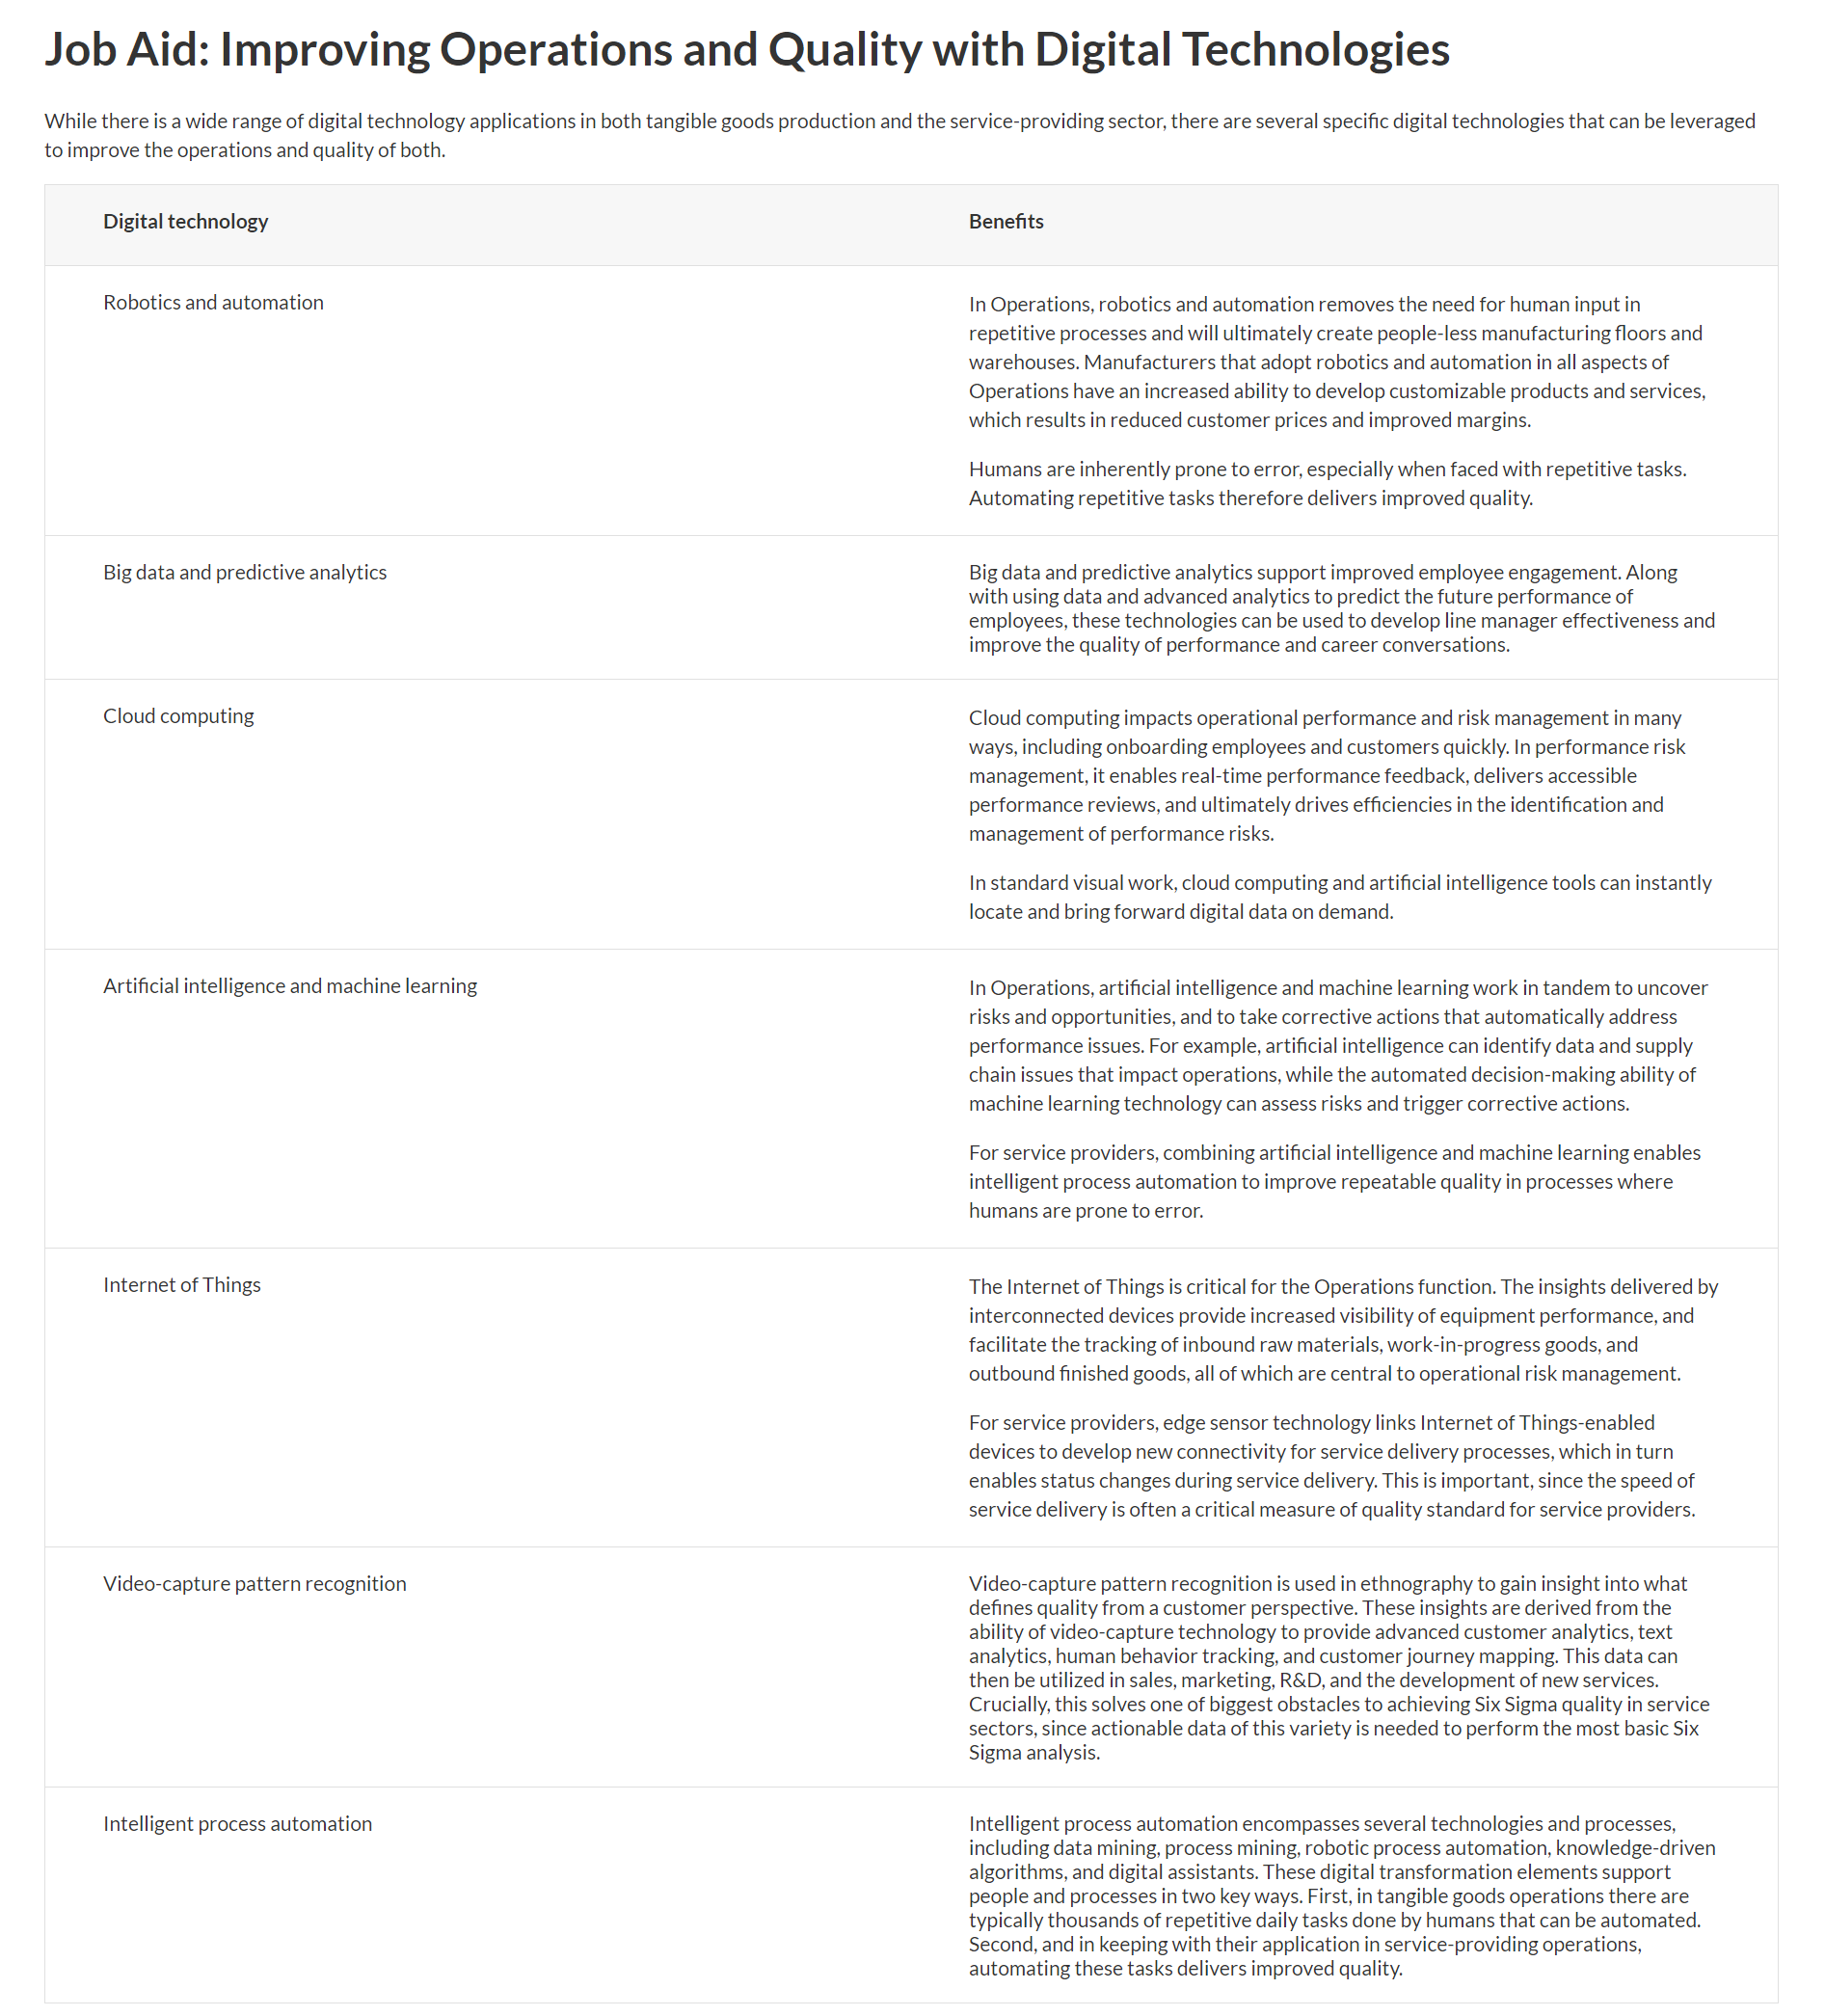 Job Aid: Improving Operations and Quality with Digital Technologies
While there is a wide range of digital technology applications in both tangible goods production and the service-providing sector, there are several specific digital technologies that can be leveraged
to improve the operations and quality of both.
Digital technology
Benefits
Robotics and automation
In Operations, robotics and automation removes the need for human input in
repetitive processes and will ultimately create people-less manufacturing floors and
warehouses. Manufacturers that adopt robotics and automation in all aspects of
Operations have an increased ability to develop customizable products and services,
which results in reduced customer prices and improved margins.
Humans are inherently prone to error, especially when faced with repetitive tasks.
Automating repetitive tasks therefore delivers improved quality.
Big data and predictive analytics
Big data and predictive analytics support improved employee engagement. Along
with using data and advanced analytics to predict the future performance of
employees, these technologies can be used to develop line manager effectiveness and
improve the quality of performance and career conversations.
Cloud computing
Cloud computing impacts operational performance and risk management in many
ways, including onboarding employees and customers quickly. In performance risk
management, it enables real-time performance feedback, delivers accessible
performance reviews, and ultimately drives efficiencies in the identification and
management of performance risks.
In standard visual work, cloud computing and artificial intelligence tools can instantly
locate and bring forward digital data on demand.
Artificial intelligence and machine learning
In Operations, artificial intelligence and machine learning work in tandem to uncover
risks and opportunities, and to take corrective actions that automatically address
performance issues. For example, artificial intelligence can identify data and supply
chain issues that impact operations, while the automated decision-making ability of
machine learning technology can assess risks and trigger corrective actions.
For service providers, combining artificial intelligence and machine learning enables
intelligent process automation to improve repeatable quality in processes where
humans are prone to error.
Internet of Things
The Internet of Things is critical for the Operations function. The insights delivered by
interconnected devices provide increased visibility of equipment performance, and
facilitate the tracking of inbound raw materials, work-in-progress goods, and
outbound finished goods, all of which are central to operational risk management.
For service providers, edge sensor technology links Internet of Things-enabled
devices to develop new connectivity for service delivery processes, which in turn
enables status changes during service delivery. This is important, since the speed of
service delivery is often a critical measure of quality standard for service providers.
Video-capture pattern recognition
Video-capture pattern recognition is used in ethnography to gain insight into what
defines quality from a customer perspective. These insights are derived from the
ability of video-capture technology to provide advanced customer analytics, text
analytics, human behavior tracking, and customer journey mapping. This data can
then be utilized in sales, marketing, R&D, and the development of new services.
Crucially, this solves one of biggest obstacles to achieving Six Sigma quality in service
sectors, since actionable data of this variety is needed to perform the most basic Six
Sigma analysis.
Intelligent process automation
Intelligent process automation encompasses several technologies and processes,
including data mining, process mining, robotic process automation, knowledge-driven
algorithms, and digital assistants. These digital transformation elements support
people and processes in two key ways. First, in tangible goods operations there are
typically thousands of repetitive daily tasks done by humans that can be automated.
Second, and in keeping with their application in service-providing operations,
automating these tasks delivers improved quality.